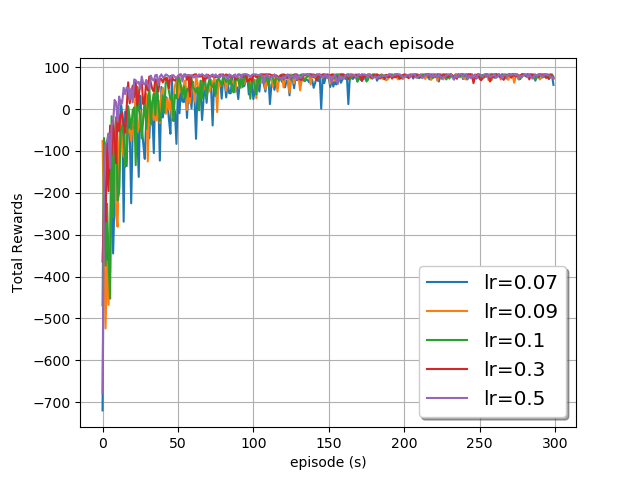 Total rewards at each episode
100
0
−100
−200
−300
−400
−500
−600
−700
Total Rewards
0
50
100
150
200
250
300
episode (s)
lr=0.07
lr=0.09
lr=0.1
lr=0.3
lr=0.5